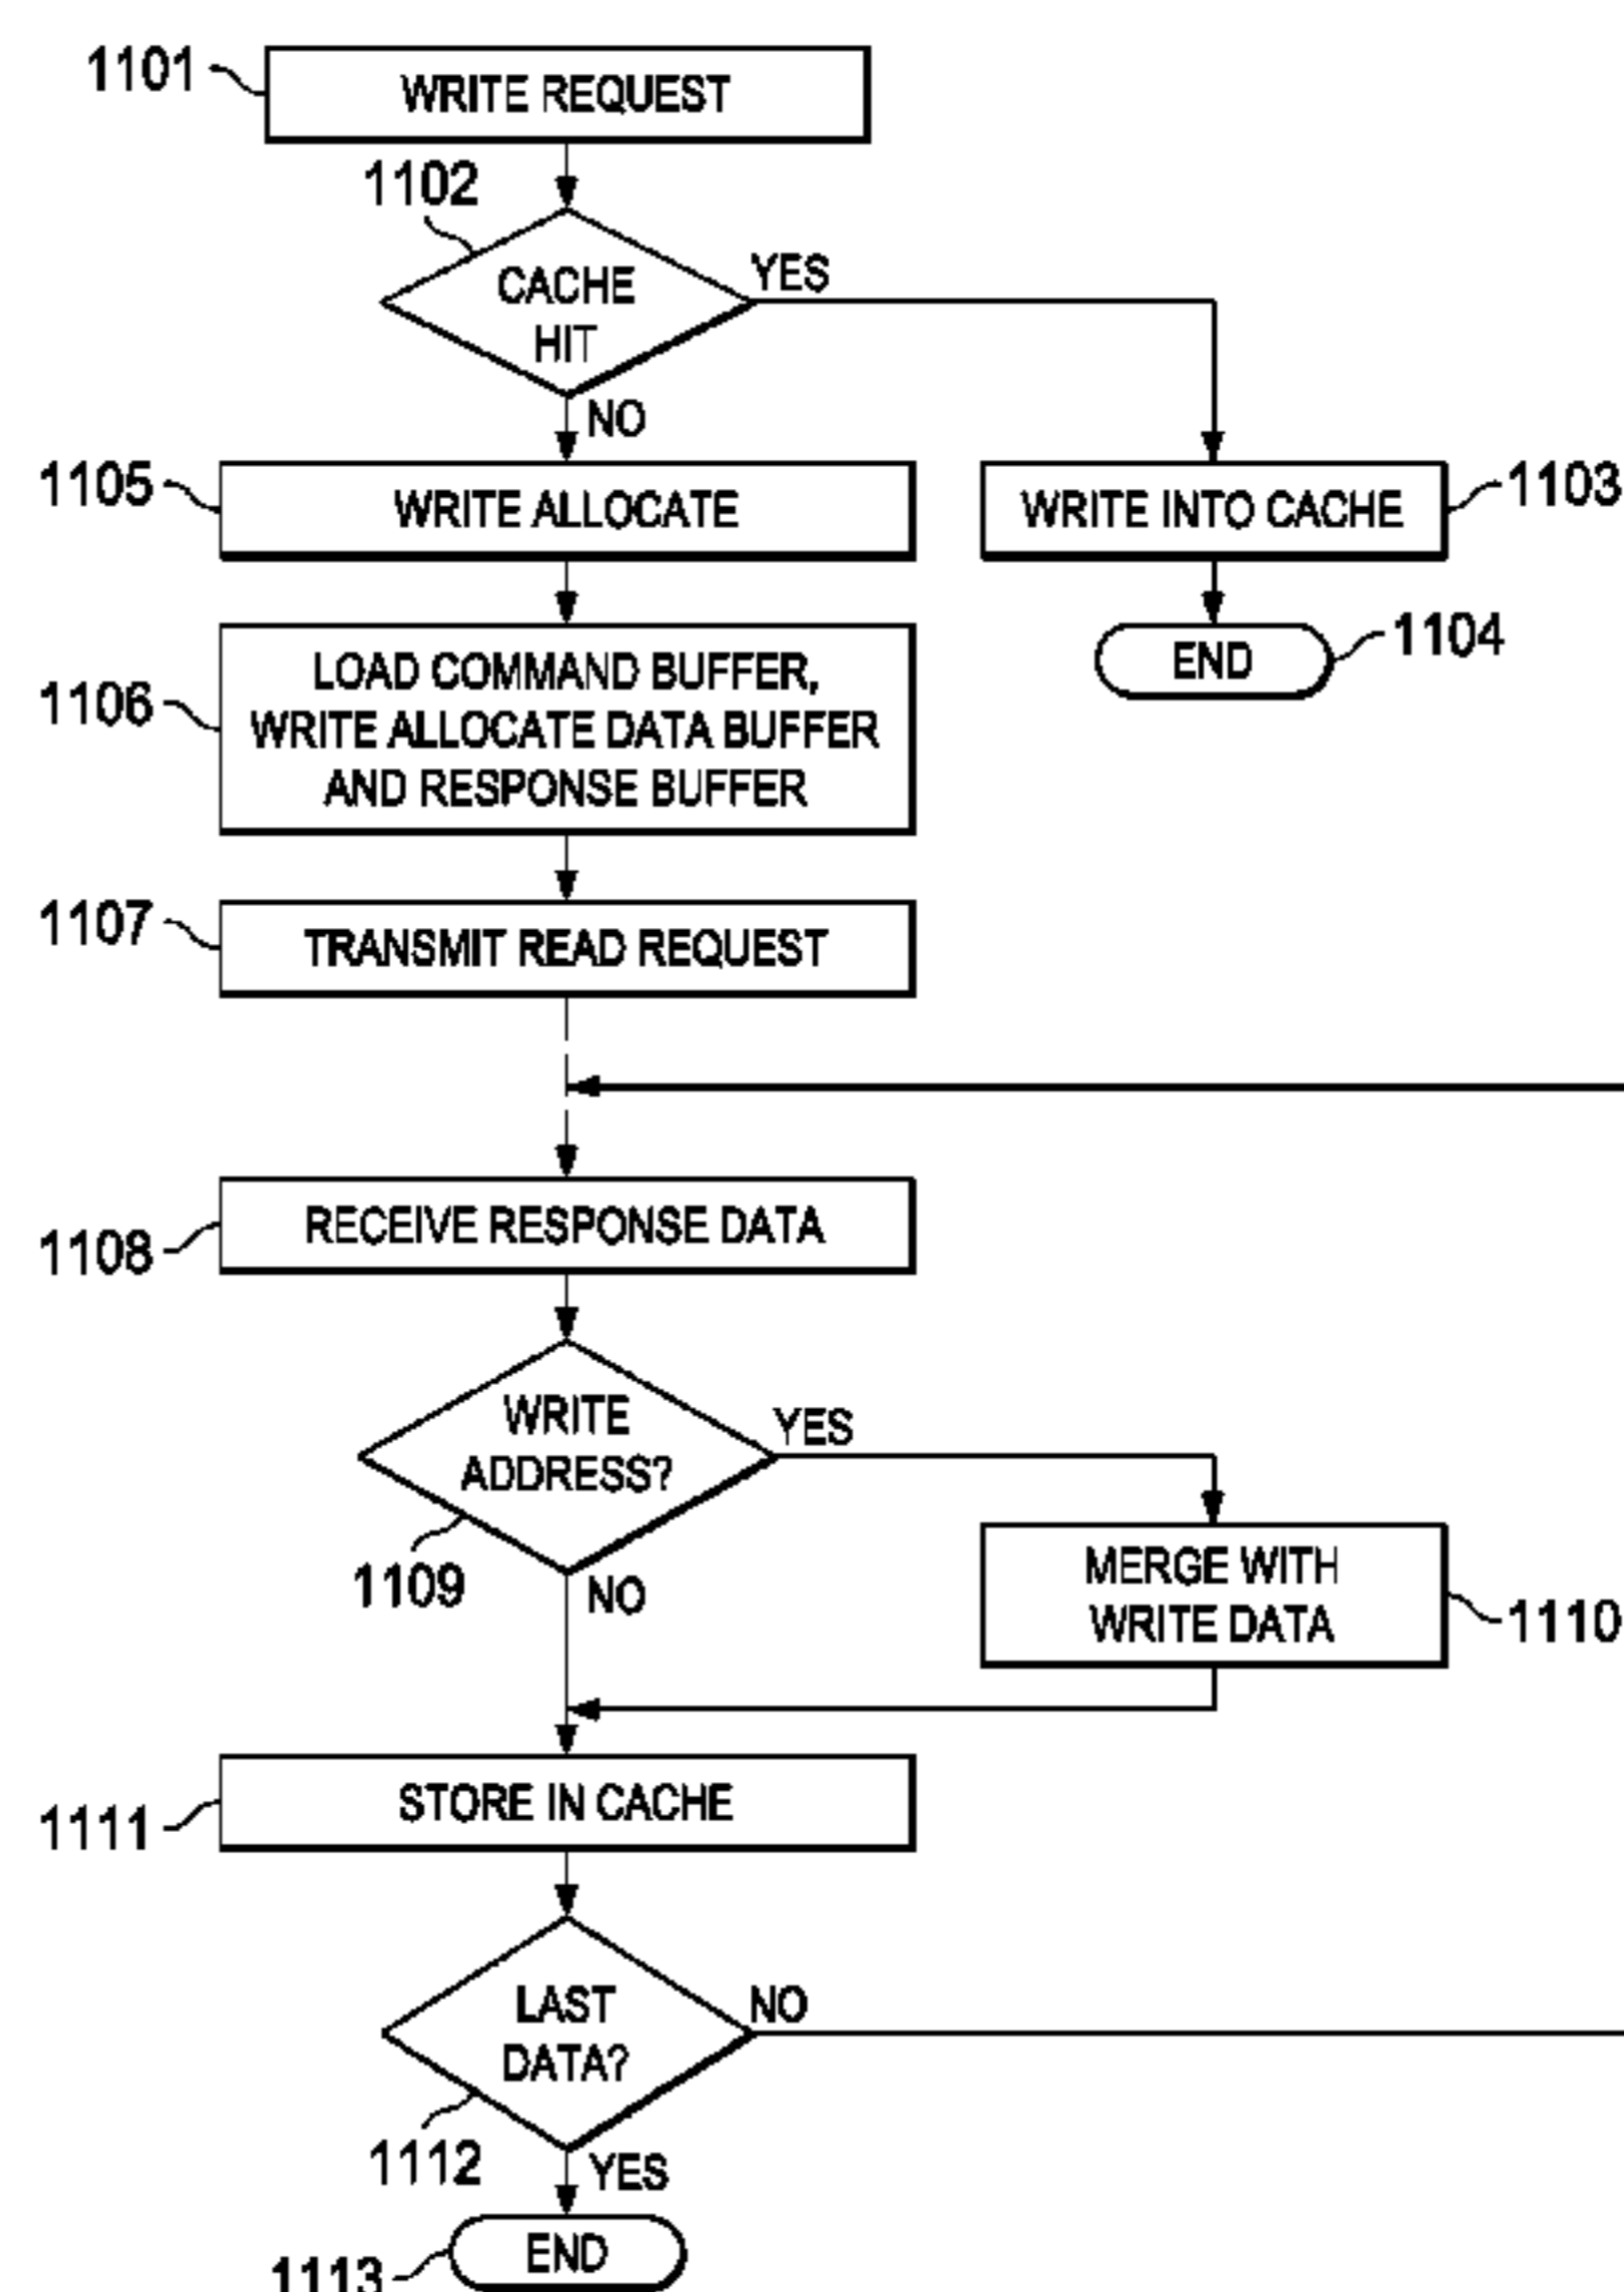 1101
WRITE REQUEST
1102
CACHE
HIT
YES
NO
1105
WRITE ALLOCATE
WRITE INTO CACHE
1103
END
1104
1106
LOAD COMMAND BUFFER,
WRITE ALLOCATE DATA BUFFER
AND RESPONSE BUFFER
1107
TRANSMIT READ REQUEST
1108
RECEIVE RESPONSE DATA
WRITE
ADDRESS?
YES
1109
NO
MERGE WITH
WRITE DATA
1110
1111
STORE IN CACHE
LAST
DATA?
NO
1112
YES
1113
END